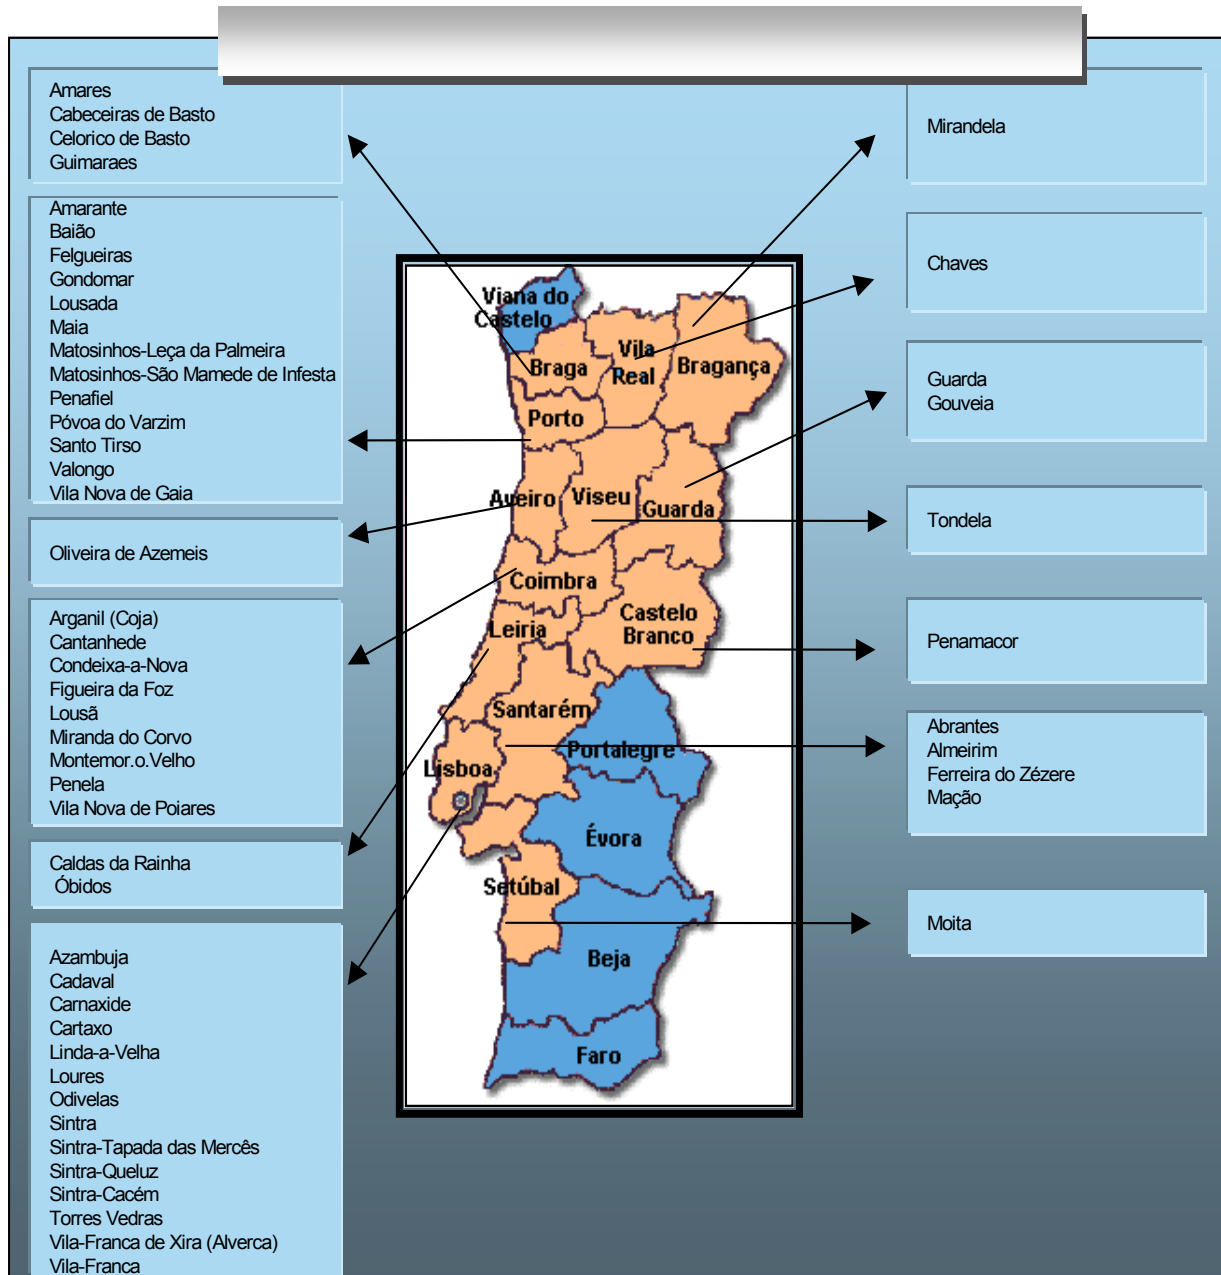 Amares
Cabeceiras de Basto
Celorico de Basto
Guimaraes
Amarante
Baião
Felgueiras
Gondomar
Lousada
Maia
Matosinhos-Leça da Palmeira
Matosinhos-São Mamede de Infesta
Penafiel
Póvoa do Varzim
Santo Tirso
Valongo
Vila Nova de Gaia
Oliveira de Azemeis
Arganil (Coja)
Cantanhede
Condeixa-a-Nova
Figueira da Foz
Lousã
Miranda do Corvo
Montemor.o.Velho
Penela
Vila Nova de Poiares
Caldas da Rainha
Óbidos
Azambuja
Cadaval
Carnaxide
Cartaxo
Linda-a-Velha
Loures
Odivelas
Sintra
Sintra-Tapada das Mercês
Sintra-Queluz
Sintra-Cacém
Torres Vedras
Vila-Franca de Xira (Alverca)
Vila-Franca
Viana do
Castelo
Braga
Vila
Real
Bragança
Porto
Aveiro
Viseu
Guarda
Coimbra
Castelo
Branco
Leiria
Santarém
Portalegre
Lisboa
Évora
Setúbal
Beja
Faro
Mirandela
Chaves
Guarda
Gouveia
Tondela
Penamacor
Abrantes
Almeirim
Ferreira do Zézere
Mação
Moita